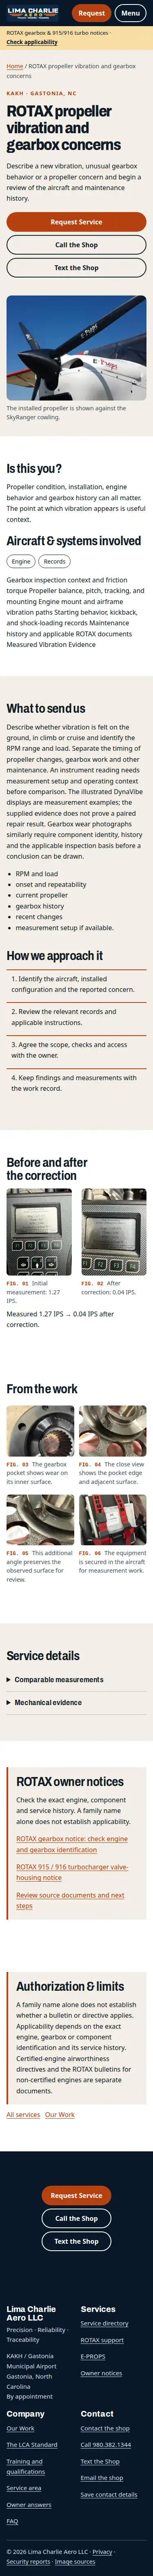 LIMA CHARLIE
Request
Menu
ROTAX gearbox & 915/916 turbo notices ·
Check applicability
Home / ROTAX propeller vibration and gearbox
concerns
KAKH · GASTONIA, NC
ROTAX propeller
vibration and
gearbox concerns
Describe a new vibration, unusual gearbox
behavior or a propeller concern and begin a
review of the aircraft and maintenance
history.
Request Service
Call the Shop
Text the Shop
The installed propeller is shown against the
SkyRanger cowling.
Is this you?
Propeller condition, installation, engine
behavior and gearbox history can all matter.
The point at which vibration appears is useful
context.
Aircraft & systems involved
Engine
Records
Gearbox inspection context and friction
torque Propeller balance, pitch, tracking, and
mounting Engine mount and airframe
vibration paths Starting behavior, kickback,
and shock-loading records Maintenance
history and applicable ROTAX documents
Measured Vibration Evidence
What to send us
Describe whether vibration is felt on the
ground, in climb or cruise and identify the
RPM range and load. Separate the timing of
propeller changes, gearbox work and other
maintenance. An instrument reading needs
measurement setup and operating context
before comparison. The illustrated DynaVibe
displays are measurement examples; the
supplied evidence does not prove a paired
repair result. Gearbox wear photographs
similarly require component identity, history
and the applicable inspection basis before a
conclusion can be drawn.
• RPM and load
• onset and repeatability
• current propeller
• gearbox history
• recent changes
• measurement setup if available.
How we approach it
1. Identify the aircraft, installed
configuration and the reported concern.
2. Review the relevant records and
applicable instructions.
3. Agree the scope, checks and access
with the owner.
4. Keep findings and measurements with
the work record.
Before and after
the correction
FIG. 01 Initial
measurement: 1.27
IPS.
FIG. 02 After
correction: 0.04 IPS.
Measured 1.27 IPS → 0.04 IPS after
correction.
From the work
FIG. 03 The gearbox
pocket shows wear on
its inner surface.
FIG. 04 The close view
shows the pocket edge
and adjacent surface.
FIG. 05 This additional
angle preserves the
observed surface for
review.
FIG. 06 The equipment
is secured in the aircraft
for measurement work.
Service details
Comparable measurements
Mechanical evidence
ROTAX owner notices
Check the exact engine, component
and service history. A family name
alone does not establish applicability.
ROTAX gearbox notice: check engine
and gearbox identification
ROTAX 915 / 916 turbocharger valve-
housing notice
Review source documents and next
steps
Authorization & limits
A family name alone does not establish
whether a bulletin or directive applies.
Applicability depends on the exact
engine, gearbox or component
identification and its service history.
Certified-engine airworthiness
directives and the ROTAX bulletins for
non-certified engines are separate
documents.
All services Our Work
Request Service
Call the Shop
Text the Shop
Lima Charlie
Aero LLC
Precision · Reliability ·
Traceability
KAKH / Gastonia
Municipal Airport
Gastonia, North
Carolina
By appointment
Services
Service directory
ROTAX support
E-PROPS
Owner notices
Company
Our Work
The LCA Standard
Training and
qualifications
Service area
Owner answers
FAQ
Contact
Contact the shop
Call 980.382.1344
Text the Shop
Email the shop
Save contact details
© 2026 Lima Charlie Aero LLC · Privacy ·
Security reports · Image sources